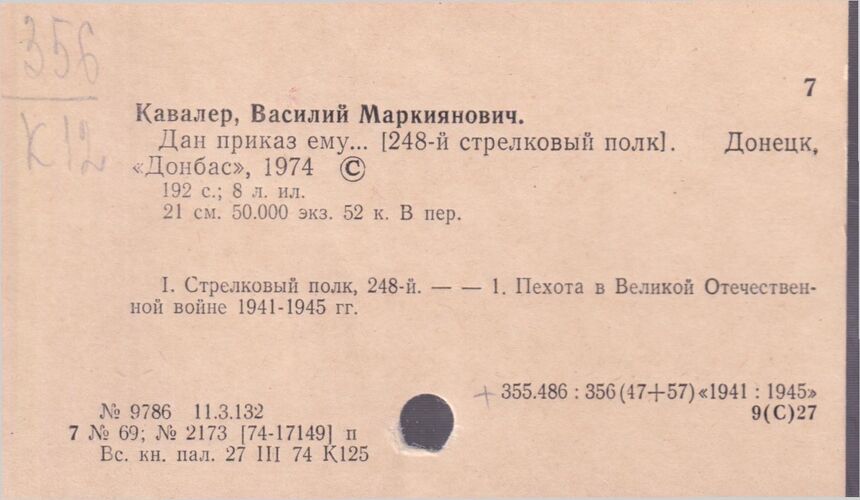 356
К12
7
Кавалер, Василий Маркиянович.
Дан приказ ему... [248-й стрелковый полк]. Донецк,
«Донбас», 1974 ©
192 с.; 8 л. ил.
21 см. 50.000 экз. 52 к. В пер.
I. Стрелковый полк, 248-й. — — 1. Пехота в Великой Отечествен-
ной войне 1941-1945 гг.
+ 355.486 : 356 (47+57) «1941 : 1945»
9(С)27
№ 9786 11.3.132
7 № 69; № 2173 [74-17149] п
Вс. кн. пал. 27 III 74 К125